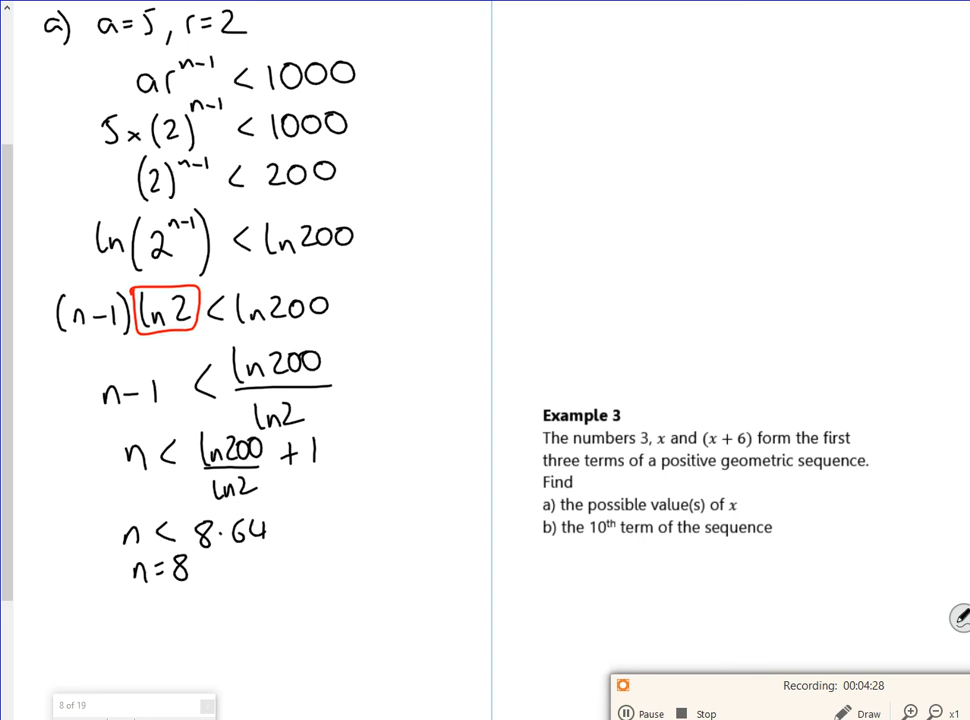 a) a=5, r=2
ar^{n-1} < 1000
5 × (2)^{n-1} < 1000
(2)^{n-1} < 200
ln(2^{n-1}) < ln200
(n-1) ln2 < ln200
n-1 < ln200/ln2
n < ln200/ln2 + 1
n < 8.64
n=8
Example 3
The numbers 3, x and (x + 6) form the first
three terms of a positive geometric sequence.
Find
a) the possible value(s) of x
b) the 10th term of the sequence
8 of 19
Recording: 00:04:28
Pause Stop Draw x1